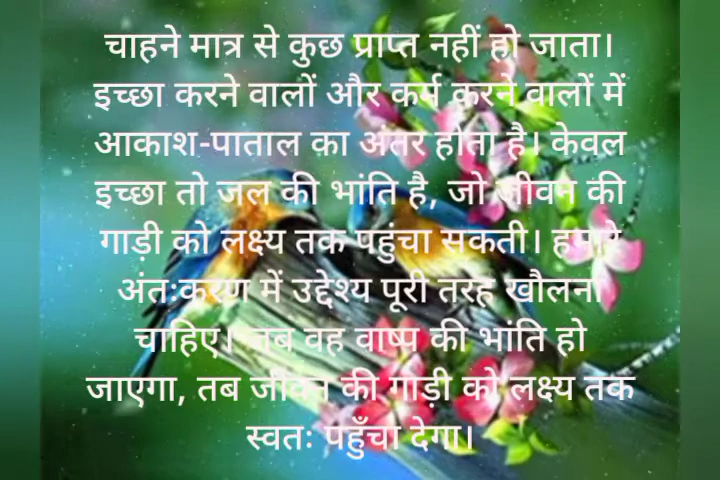 चाहने मात्र से कुछ प्राप्त नहीं हो जाता।
इच्छा करने वालों और कर्म करने वालों में
आकाश-पाताल का अंतर होता है। केवल
इच्छा तो जल की भांति है, जो जीवन की
गाड़ी को लक्ष्य तक पहुंचा सकती। हमारे
अंतःकरण में उद्देश्य पूरी तरह खौलना
चाहिए। जब वह वाष्प की भांति हो
जाएगा, तब जीवन की गाड़ी को लक्ष्य तक
स्वतः पहुँचा देगा।